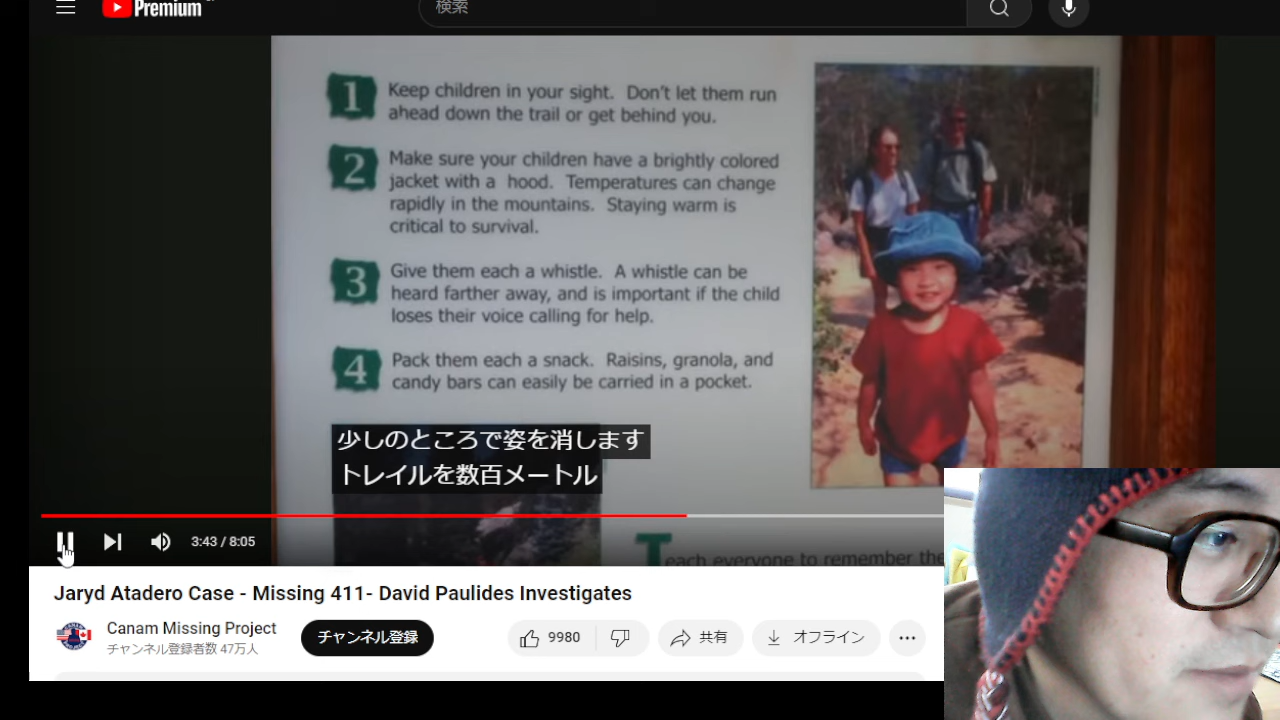 Premium
検索
1 Keep children in your sight. Don't let them run
ahead down the trail or get behind you.
2 Make sure your children have a brightly colored
jacket with a hood. Temperatures can change
rapidly in the mountains. Staying warm is
critical to survival.
3 Give them each a whistle. A whistle can be
heard farther away, and is important if the child
loses their voice calling for help.
4 Pack them each a snack. Raisins, granola, and
candy bars can easily be carried in a pocket.
少しのところで姿を消します
トレイルを数百メートル
3:43 / 8:05
Teach everyone to remember the
Jaryd Atadero Case - Missing 411- David Paulides Investigates
Canam Missing Project
チャンネル登録者数 47万人
チャンネル登録
9980
共有
オフライン